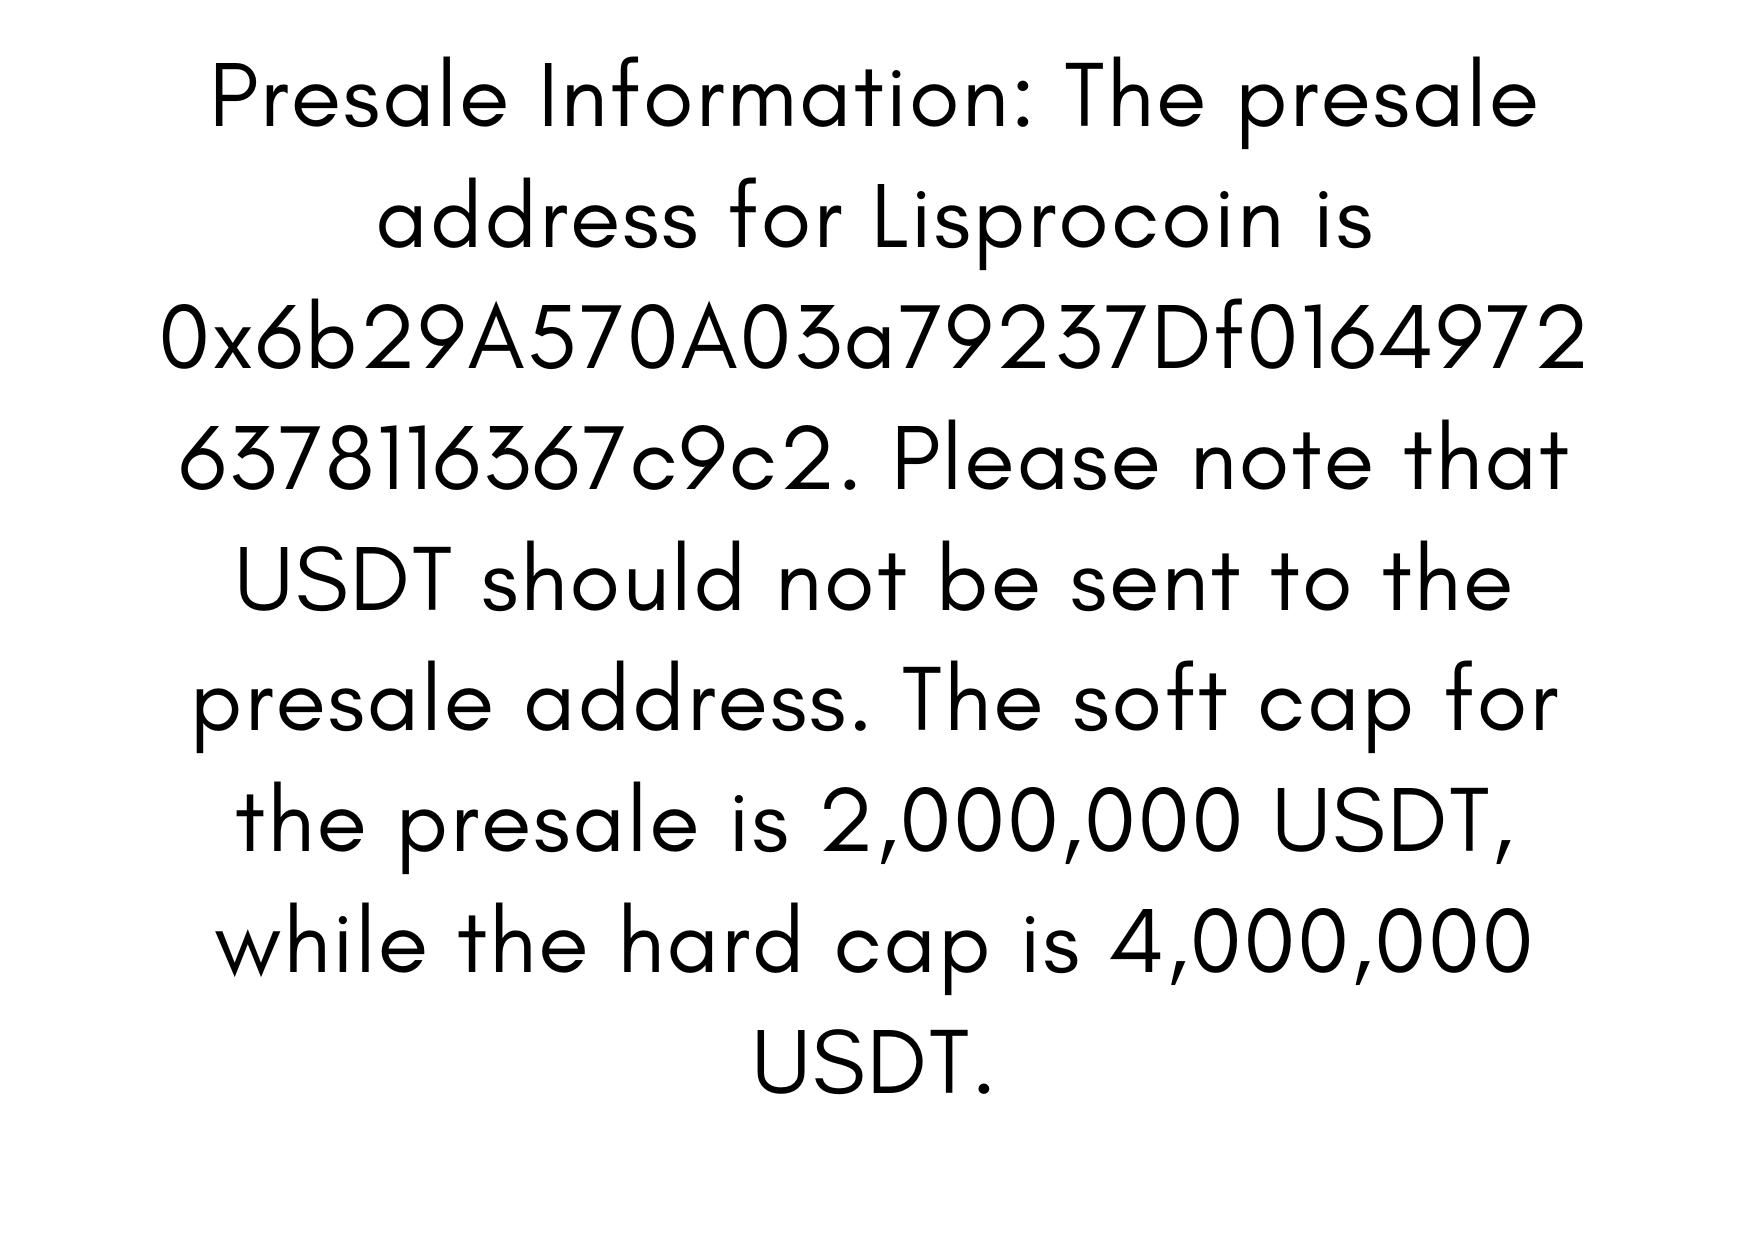 Presale Information: The presale
address for Lisprocoin is
0x6b29A570A03a79237Df0164972
6378116367c9c2. Please note that
USDT should not be sent to the
presale address. The soft cap for
the presale is 2,000,000 USDT,
while the hard cap is 4,000,000
USDT.